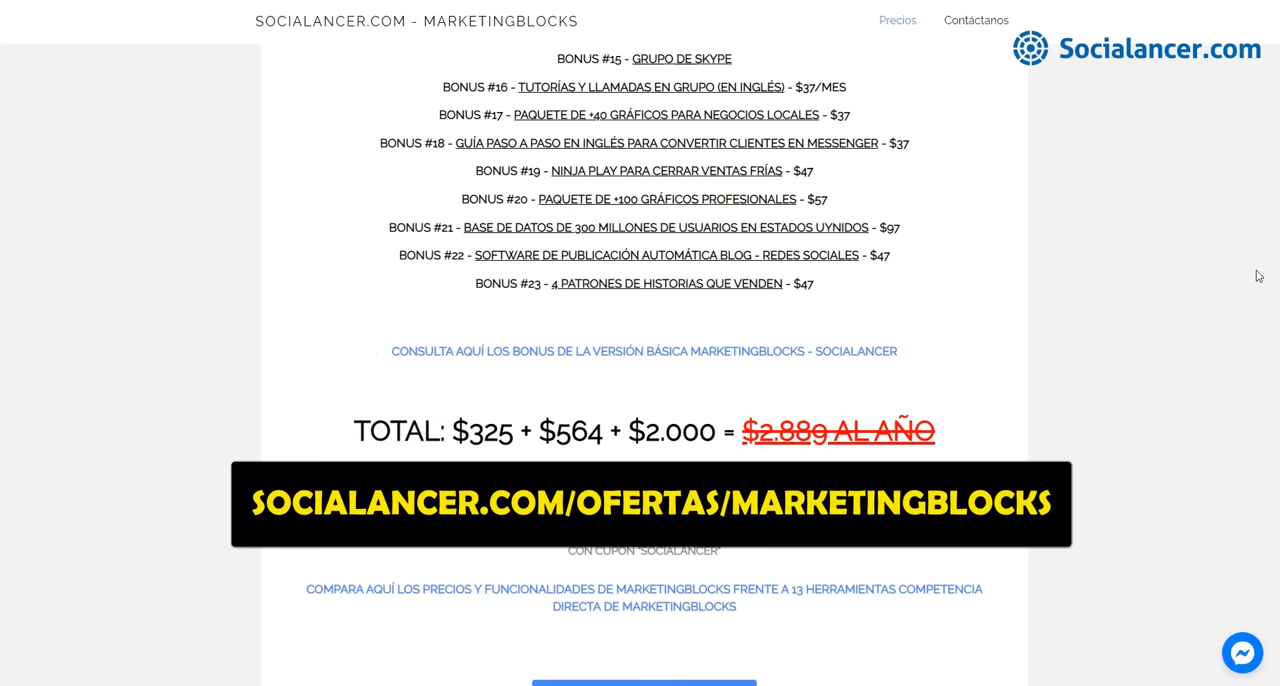 SOCIALANCER.COM - MARKETINGBLOCKS
Precios
Contáctanos
Socialancer.com
BONUS #15 - GRUPO DE SKYPE
BONUS #16 - TUTORÍAS Y LLAMADAS EN GRUPO (EN INGLÉS) - $37/MES
BONUS #17 - PAQUETE DE +40 GRÁFICOS PARA NEGOCIOS LOCALES - $37
BONUS #18 - GUÍA PASO A PASO EN INGLÉS PARA CONVERTIR CLIENTES EN MESSENGER - $37
BONUS #19 - NINJA PLAY PARA CERRAR VENTAS FRÍAS - $47
BONUS #20 - PAQUETE DE +100 GRÁFICOS PROFESIONALES - $57
BONUS #21 - BASE DE DATOS DE 300 MILLONES DE USUARIOS EN ESTADOS UYNIDOS - $97
BONUS #22 - SOFTWARE DE PUBLICACIÓN AUTOMÁTICA BLOG - REDES SOCIALES - $47
BONUS #23 - 4 PATRONES DE HISTORIAS QUE VENDEN - $47
CONSULTA AQUÍ LOS BONUS DE LA VERSIÓN BÁSICA MARKETINGBLOCKS - SOCIALANCER
TOTAL: $325 + $564 + $2.000 = $2.889 AL AÑO
SOCIALANCER.COM/OFERTAS/MARKETINGBLOCKS
CON CUPÓN "SOCIALANCER"
COMPARA AQUÍ LOS PRECIOS Y FUNCIONALIDADES DE MARKETINGBLOCKS FRENTE A 13 HERRAMIENTAS COMPETENCIA
DIRECTA DE MARKETINGBLOCKS